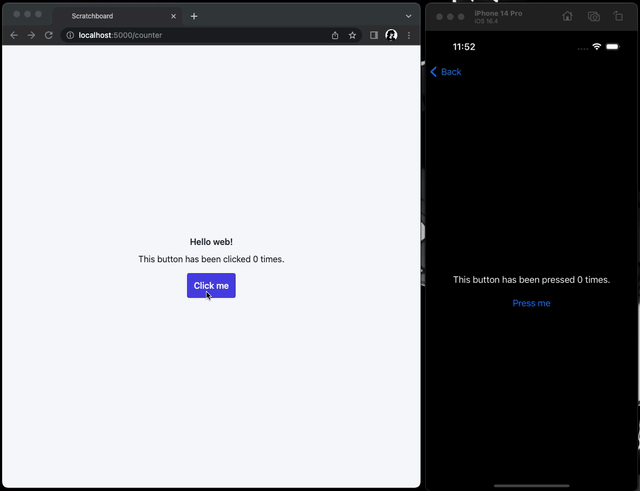 Scratchboard
localhost:5000/counter
Hello web!
This button has been clicked 0 times.
Click me
iPhone 14 Pro
iOS 16.4
11:52
Back
This button has been pressed 0 times.
Press me